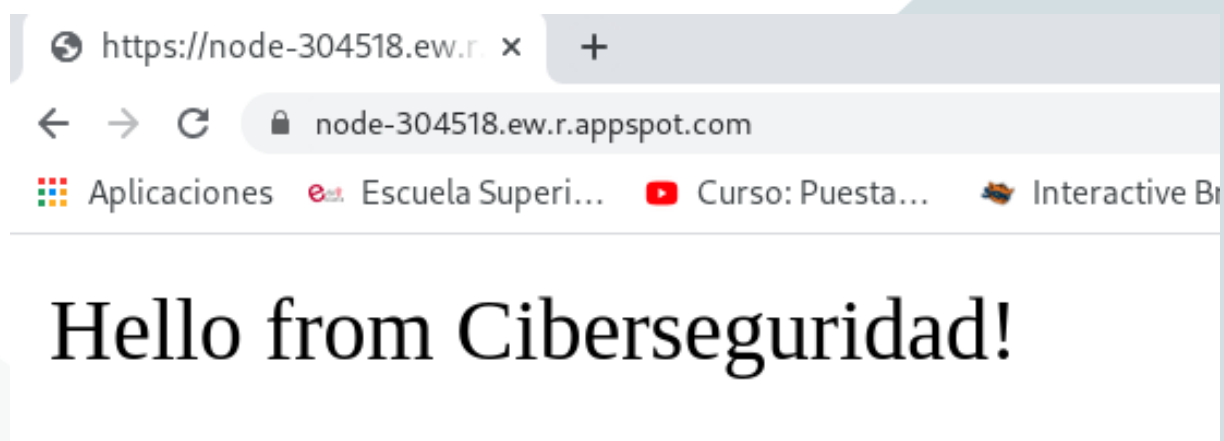 https://node-304518.ew.r
node-304518.ew.r.appspot.com
Aplicaciones Escuela Superi... Curso: Puesta... Interactive Br
Hello from Ciberseguridad!